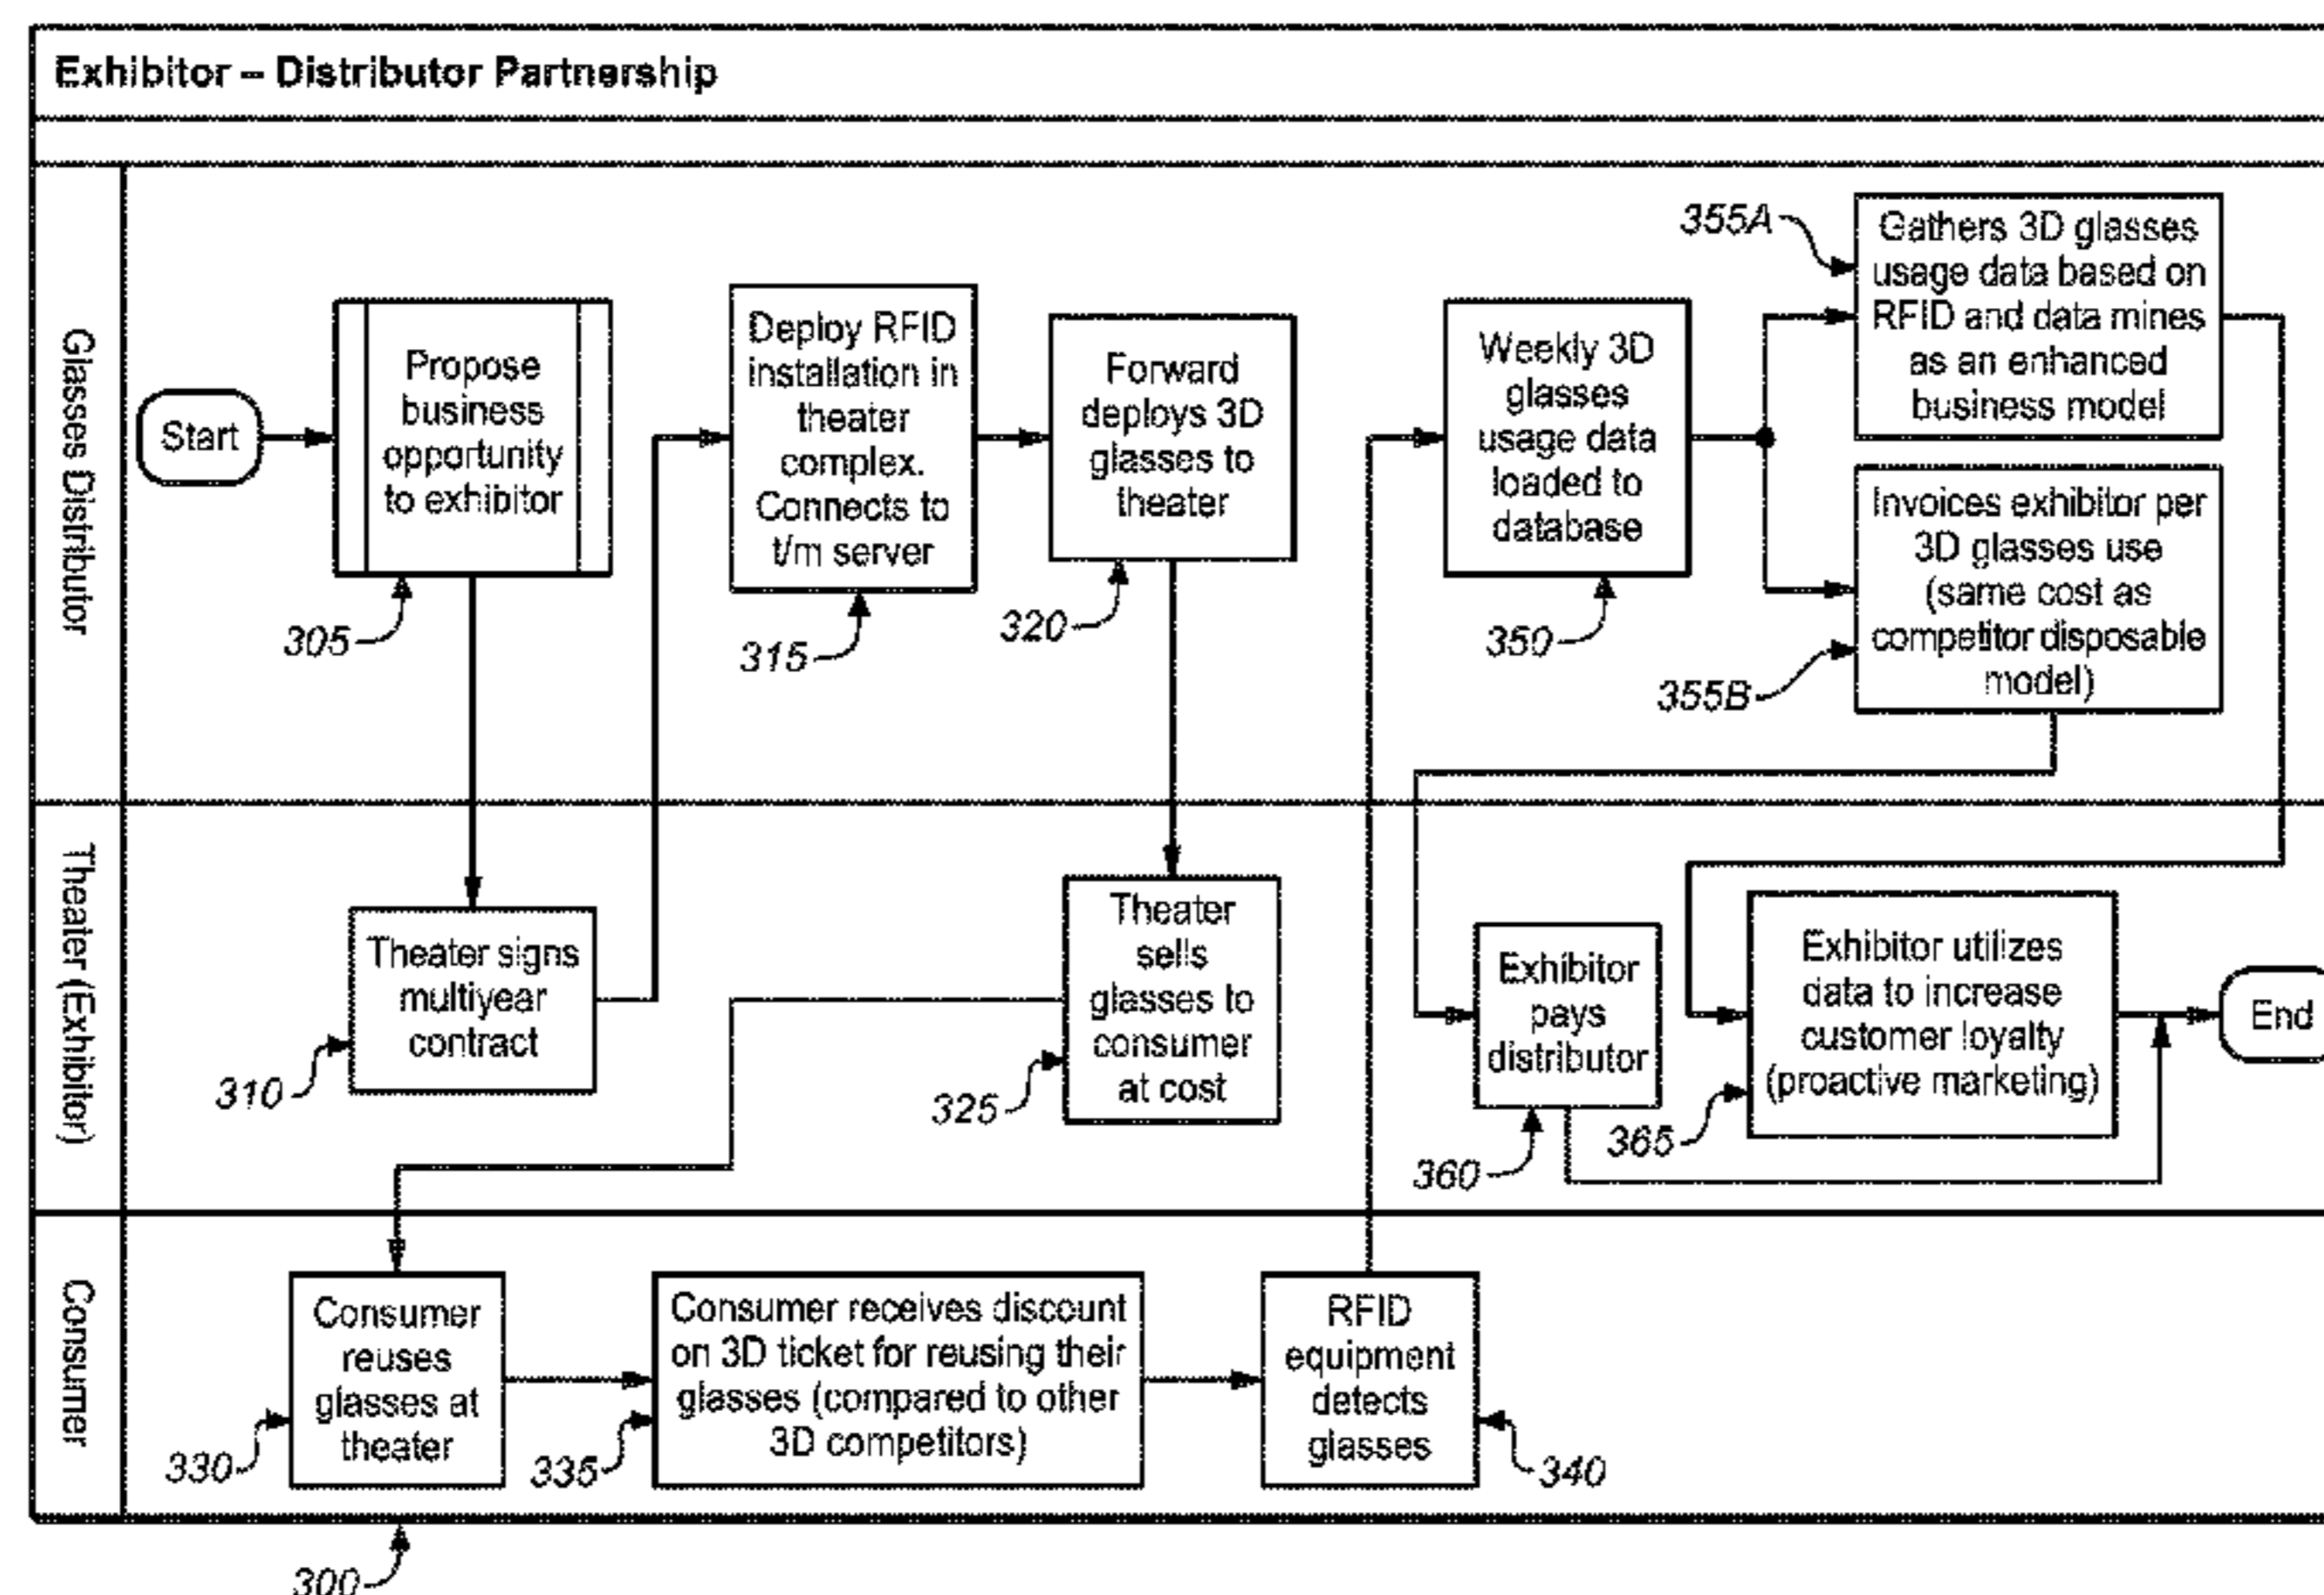 Exhibitor – Distributor Partnership
Glasses Distributor
Start
Propose
business
opportunity
to exhibitor
305
Deploy RFID
installation in
theater
complex.
Connects to
t/m server
315
Forward
deploys 3D
glasses to
theater
320
Weekly 3D
glasses
usage data
loaded to
database
350
355A
Gathers 3D glasses
usage data based on
RFID and data mines
as an enhanced
business model
Invoices exhibitor per
3D glasses use
(same cost as
competitor disposable
model)
355B
Theater (Exhibitor)
Theater signs
multiyear
contract
310
Theater
sells
glasses to
consumer
at cost
325
Exhibitor
pays
distributor
360
Exhibitor utilizes
data to increase
customer loyalty
(proactive marketing)
365
End
Consumer
Consumer
reuses
glasses at
theater
330
Consumer receives discount
on 3D ticket for reusing their
glasses (compared to other
3D competitors)
335
RFID
equipment
detects
glasses
340
300